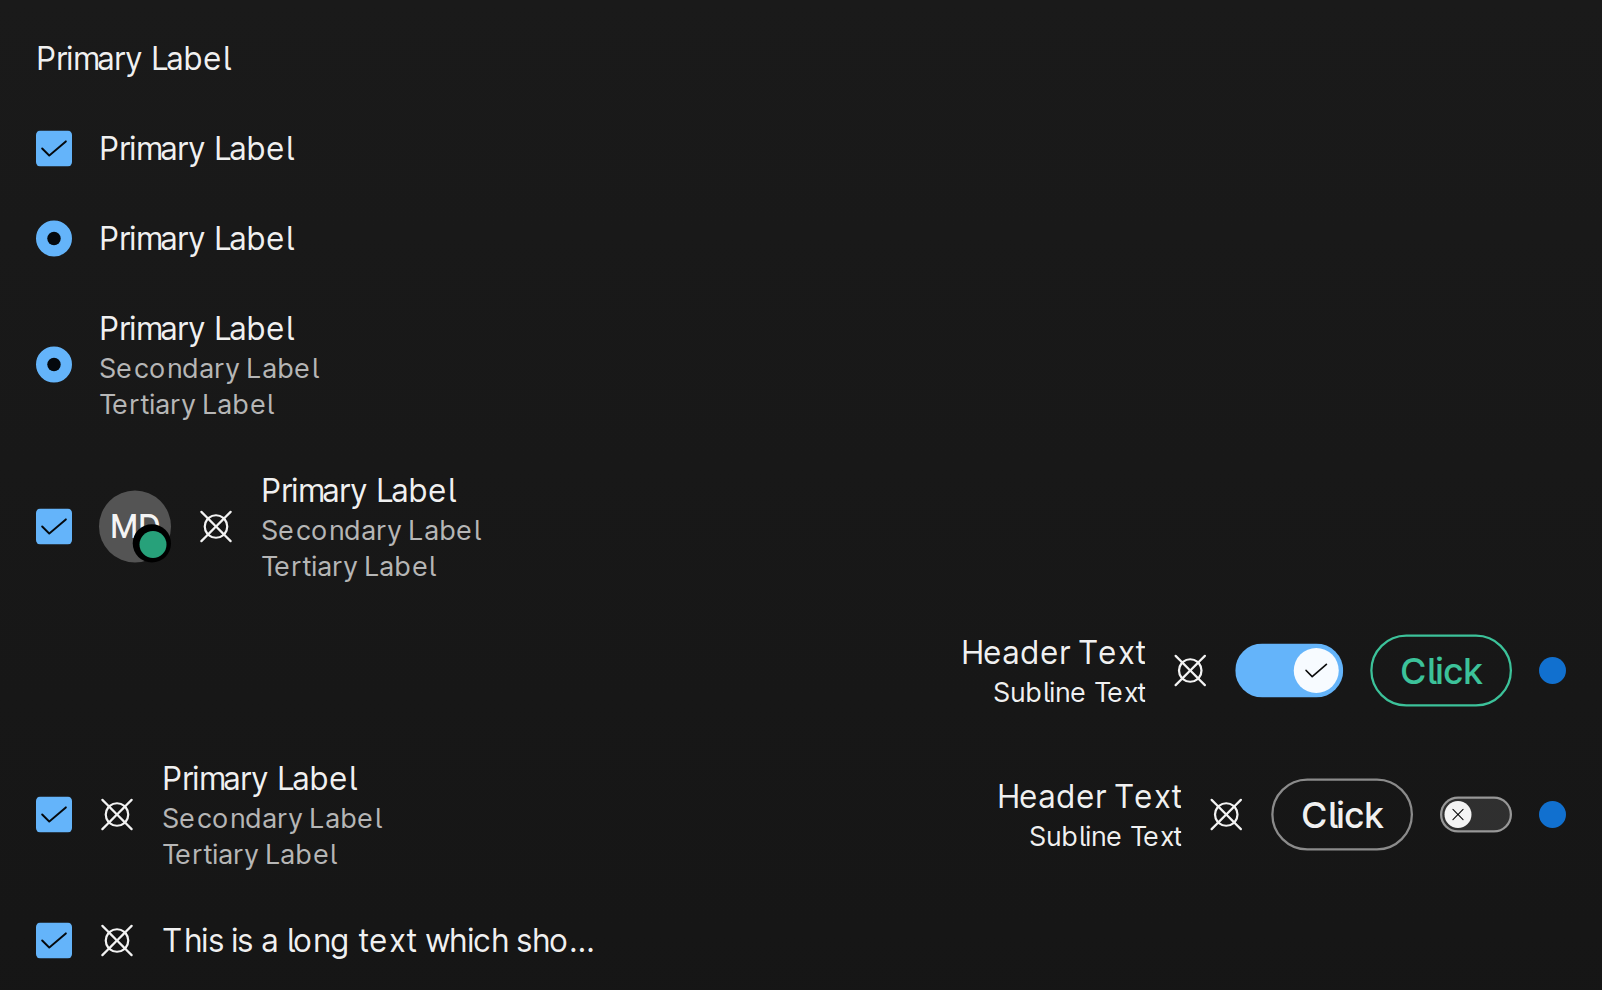 Primary Label
Primary Label
Primary Label
Primary Label
Secondary Label
Tertiary Label
MD
Primary Label
Secondary Label
Tertiary Label
Header Text
Subline Text
Click
Primary Label
Secondary Label
Tertiary Label
Header Text
Subline Text
Click
This is a long text which sho...